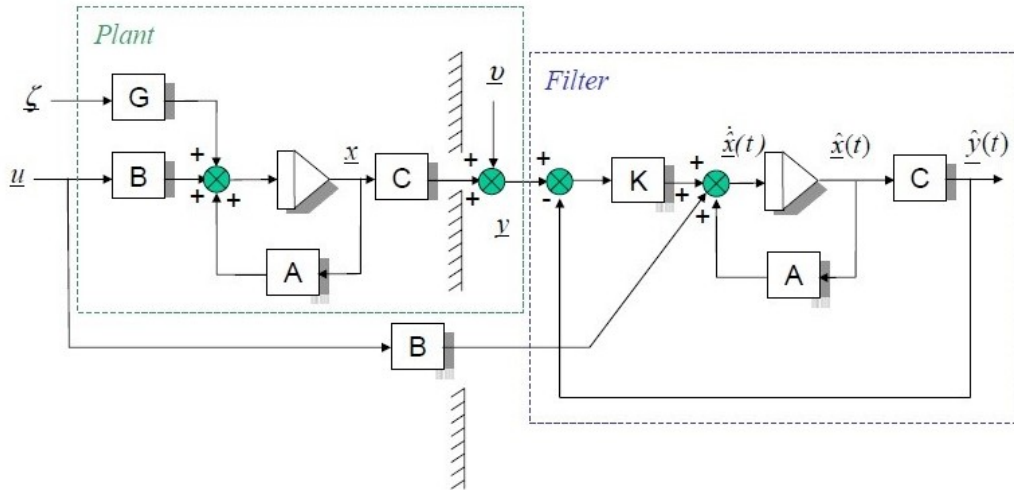 Plant
Filter
ζ
G
υ
u
B
+
+
+
x
C
+
+
y
A
+
-
K
+
+
+
ẋ̂(t)
x̂(t)
C
ŷ(t)
A
B